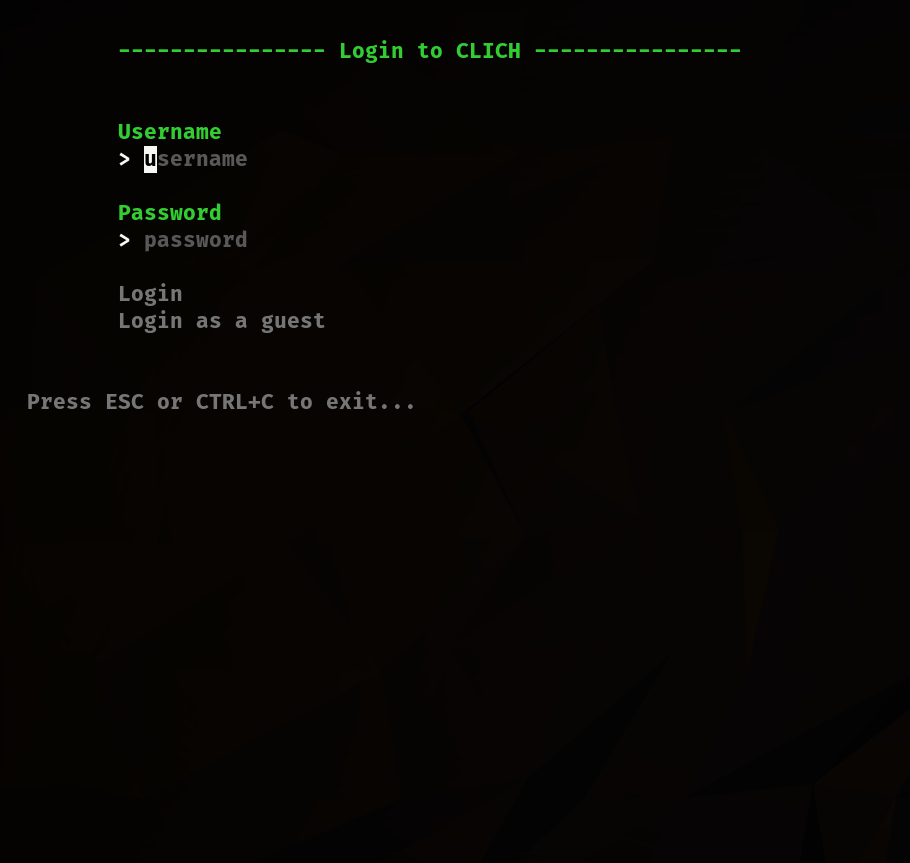 ---------------- Login to CLICH ----------------
Username
> username
Password
> password
Login
Login as a guest
Press ESC or CTRL+C to exit...